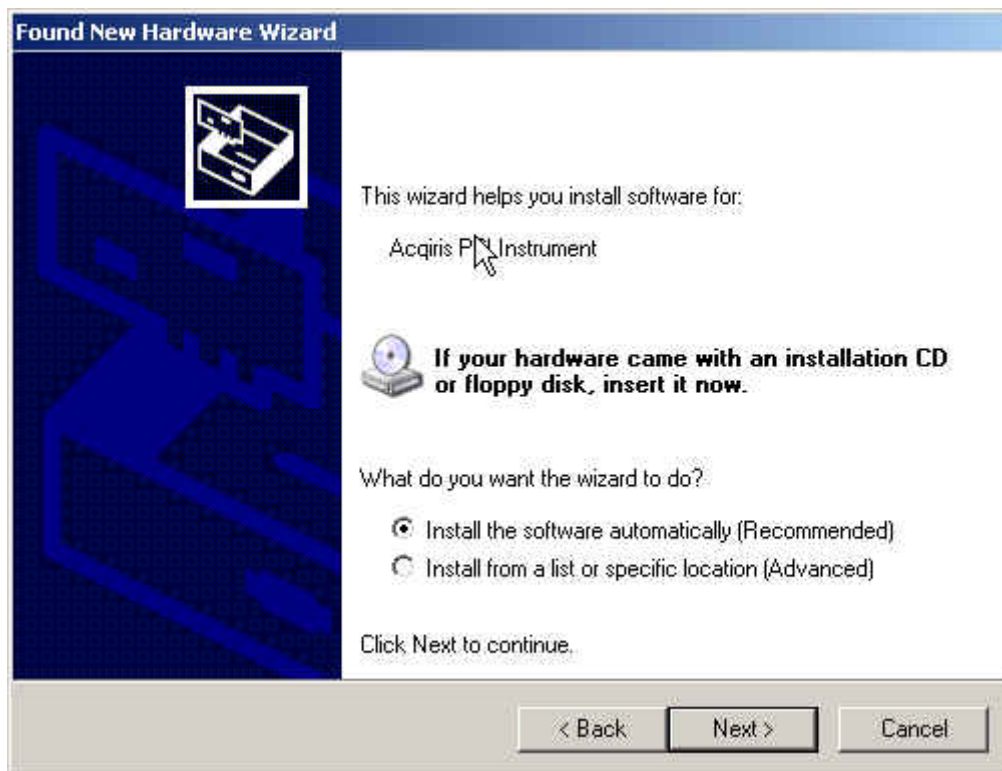 Found New Hardware Wizard
This wizard helps you install software for:
Acqiris Instrument
If your hardware came with an installation CD
or floppy disk, insert it now.
What do you want the wizard to do?
Install the software automatically (Recommended)
Install from a list or specific location (Advanced)
Click Next to continue.
< Back
Next >
Cancel